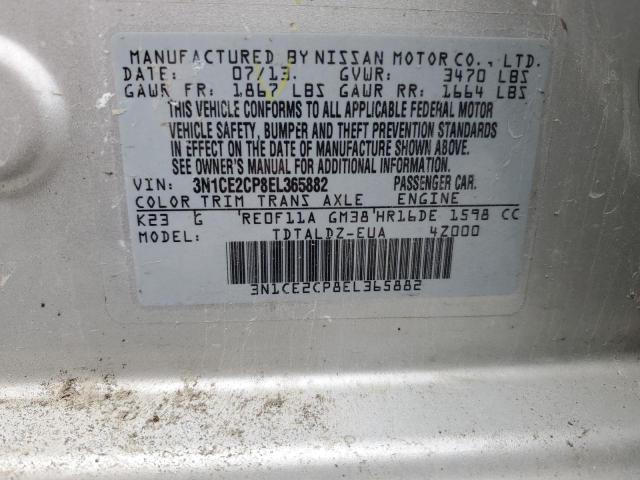 MANUFACTURED BY NISSAN MOTOR CO., LTD.
DATE: 07/13. GVWR: 3470 LBS
GAWR FR: 1867 LBS GAWR RR: 1664 LBS
THIS VEHICLE CONFORMS TO ALL APPLICABLE FEDERAL MOTOR
VEHICLE SAFETY, BUMPER AND THEFT PREVENTION STANDARDS
IN EFFECT ON THE DATE OF MANUFACTURE SHOWN ABOVE.
SEE OWNER'S MANUAL FOR ADDITIONAL INFORMATION.
VIN: 3N1CE2CP8EL365882 PASSENGER CAR.
COLOR TRIM TRANS AXLE ENGINE
K23 G 'RE0F11A GM38'HR16DE 1598 CC
MODEL: TDTALDZ-EUA 4Z000
3N1CE2CP8EL365882